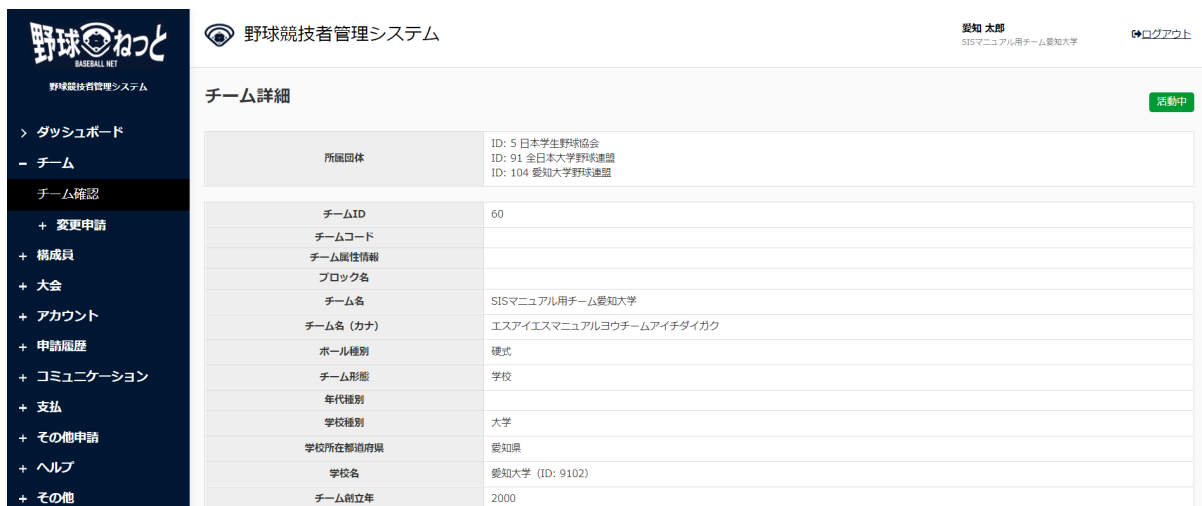 野球ねっと
BASEBALL NET
野球競技者管理システム
野球競技者管理システム
愛知 太郎
SISマニュアル用チーム愛知大学
ログアウト
> ダッシュボード
− チーム
チーム確認
+ 変更申請
+ 構成員
+ 大会
+ アカウント
+ 申請履歴
+ コミュニケーション
+ 支払
+ その他申請
+ ヘルプ
+ その他
チーム詳細
活動中
所属団体
ID: 5 日本学生野球協会
ID: 91 全日本大学野球連盟
ID: 104 愛知大学野球連盟
チームID 60
チームコード
チーム属性情報
ブロック名
チーム名 SISマニュアル用チーム愛知大学
チーム名（カナ） エスアイエスマニュアルヨウチームアイチダイガク
ボール種別 硬式
チーム形態 学校
年代種別
学校種別 大学
学校所在都道府県 愛知県
学校名 愛知大学（ID: 9102）
チーム創立年 2000